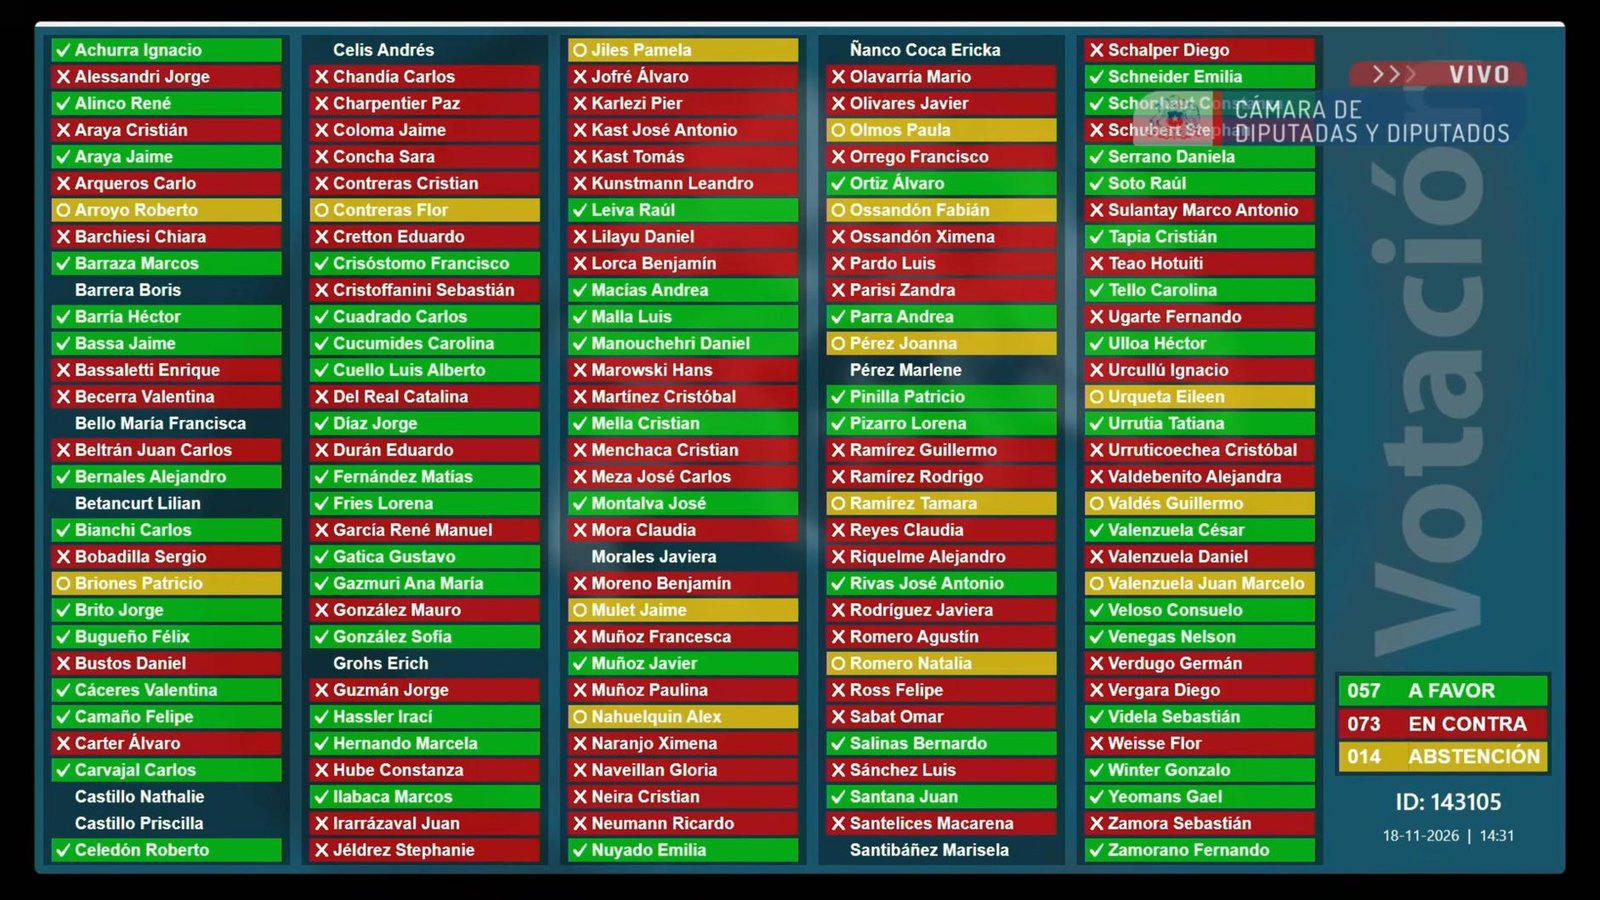 ✓ Achurra Ignacio
X Alessandri Jorge
✓ Alinco René
X Araya Cristián
✓ Araya Jaime
X Arqueros Carlo
O Arroyo Roberto
X Barchiesi Chiara
✓ Barraza Marcos
Barrera Boris
✓ Barría Héctor
✓ Bassa Jaime
X Bassaletti Enrique
X Becerra Valentina
Bello María Francisca
X Beltrán Juan Carlos
✓ Bernales Alejandro
Betancurt Lilian
✓ Bianchi Carlos
X Bobadilla Sergio
O Briones Patricio
✓ Brito Jorge
✓ Bugueño Félix
X Bustos Daniel
✓ Cáceres Valentina
✓ Camaño Felipe
X Carter Álvaro
✓ Carvajal Carlos
Castillo Nathalie
Castillo Priscilla
✓ Celedón Roberto
Celis Andrés
X Chandía Carlos
X Charpentier Paz
X Coloma Jaime
X Concha Sara
X Contreras Cristian
O Contreras Flor
X Cretton Eduardo
✓ Crisóstomo Francisco
X Cristoffanini Sebastián
✓ Cuadrado Carlos
✓ Cucumides Carolina
✓ Cuello Luis Alberto
X Del Real Catalina
✓ Díaz Jorge
X Durán Eduardo
✓ Fernández Matías
✓ Fries Lorena
X García René Manuel
✓ Gatica Gustavo
✓ Gazmuri Ana María
X González Mauro
✓ González Sofía
Grohs Erich
X Guzmán Jorge
✓ Hassler Iraci
✓ Hernando Marcela
X Hube Constanza
✓ Ilabaca Marcos
X Irarrázaval Juan
X Jéldrez Stephanie
O Jiles Pamela
X Jofré Álvaro
X Karlezi Pier
X Kast José Antonio
X Kast Tomás
X Kunstmann Leandro
✓ Leiva Raúl
X Lilayu Daniel
X Lorca Benjamín
✓ Macías Andrea
✓ Malla Luis
✓ Manouchehri Daniel
X Marowski Hans
X Martínez Cristóbal
✓ Mella Cristian
X Menchaca Cristian
X Meza José Carlos
✓ Montalva José
X Mora Claudia
Morales Javiera
X Moreno Benjamín
O Mulet Jaime
X Muñoz Francesca
✓ Muñoz Javier
X Muñoz Paulina
O Nahuelquin Alex
X Naranjo Ximena
X Naveillan Gloria
X Neira Cristian
X Neumann Ricardo
✓ Nuyado Emilia
Ñanco Coca Ericka
X Olavarría Mario
X Olivares Javier
O Olmos Paula
X Orrego Francisco
✓ Ortiz Álvaro
O Ossandón Fabián
X Ossandón Ximena
X Pardo Luis
X Parisi Zandra
✓ Parra Andrea
O Pérez Joanna
Pérez Marlene
✓ Pinilla Patricio
✓ Pizarro Lorena
X Ramírez Guillermo
X Ramírez Rodrigo
O Ramírez Tamara
X Reyes Claudia
X Riquelme Alejandro
✓ Rivas José Antonio
X Rodríguez Javiera
X Romero Agustín
O Romero Natalia
X Ross Felipe
X Sabat Omar
✓ Salinas Bernardo
X Sánchez Luis
✓ Santana Juan
X Santelices Macarena
Santibáñez Marisela
X Schalper Diego
✓ Schneider Emilia
✓ Schonhaut Constanza
X Schubert Stephan
✓ Serrano Daniela
✓ Soto Raúl
X Sulantay Marco Antonio
✓ Tapia Cristián
X Teao Hotuiti
✓ Tello Carolina
X Ugarte Fernando
✓ Ulloa Héctor
X Urcullú Ignacio
O Urqueta Eileen
✓ Urrutia Tatiana
X Urruticoechea Cristóbal
X Valdebenito Alejandra
O Valdés Guillermo
✓ Valenzuela César
X Valenzuela Daniel
O Valenzuela Juan Marcelo
✓ Veloso Consuelo
✓ Venegas Nelson
X Verdugo Germán
X Vergara Diego
✓ Videla Sebastián
X Weisse Flor
✓ Winter Gonzalo
✓ Yeomans Gael
X Zamora Sebastián
✓ Zamorano Fernando
>>> VIVO
CÁMARA DE
DIPUTADAS Y DIPUTADOS
Votación
057 A FAVOR
073 EN CONTRA
014 ABSTENCIÓN
ID: 143105
18-11-2026 | 14:31